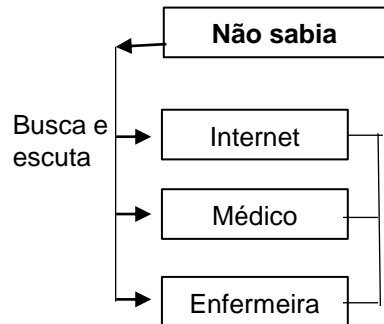 Não sabia
Busca e
escuta
Internet
Médico
Enfermeira